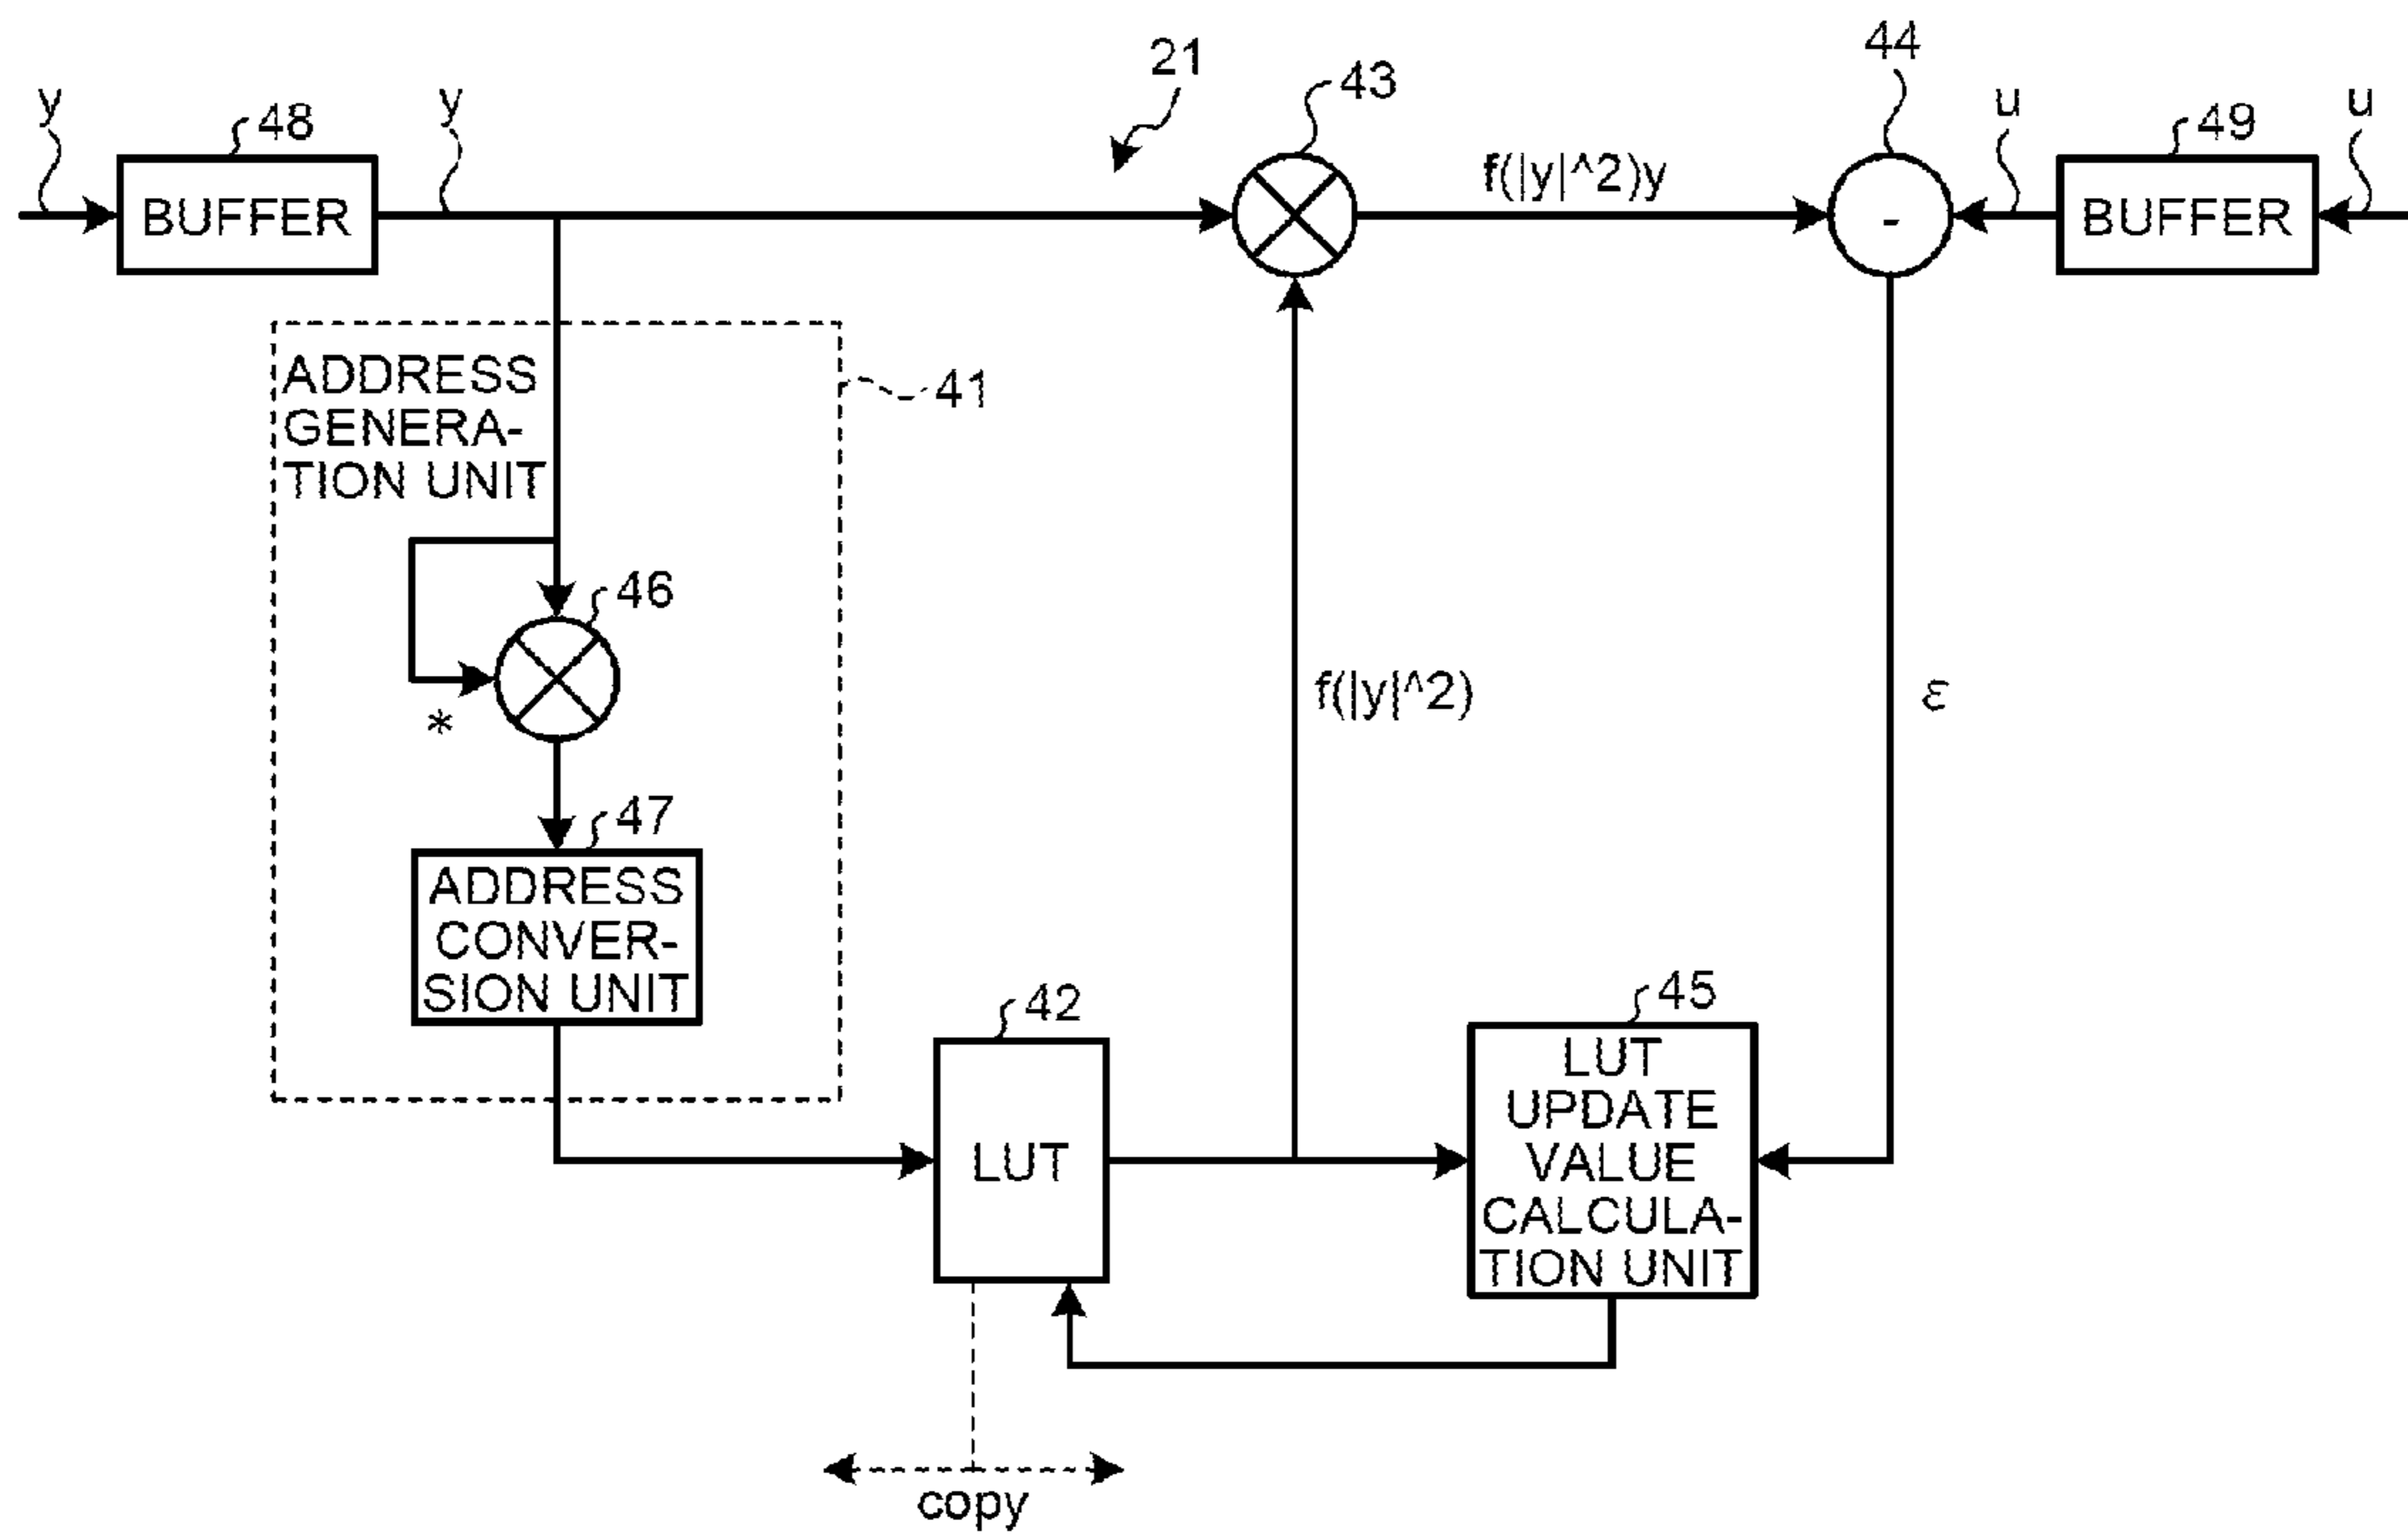 44
21
43
y
48
y
u
49
u
BUFFER
f(|y|^2)y
-
BUFFER
ADDRESS
GENERA-
TION UNIT
41
46
*
f(|y|^2)
ε
47
ADDRESS
CONVER-
SION UNIT
42
LUT
45
LUT
UPDATE
VALUE
CALCULA-
TION UNIT
copy